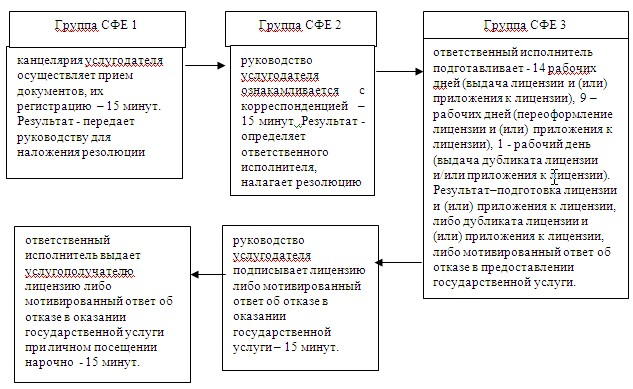 Группа СФЕ 1
канцелярия услугодателя
осуществляет прием
документов, их
регистрацию – 15 минут.
Результат - передает
руководству для
наложения резолюции
Группа СФЕ 2
руководство
услугодателя
ознакамливается с
корреспонденцией –
15 минут. Результат -
определяет
ответственного
исполнителя,
налагает резолюцию
Группа СФЕ 3
ответственный исполнитель
подготавливает - 14 рабочих
дней (выдача лицензии и (или)
приложения к лицензии), 9 –
рабочих дней (переоформление
лицензии и (или) приложения к
лицензии), 1 - рабочий день
(выдача дубликата лицензии
и/или приложения к лицензии).
Результат–подготовка лицензии
и (или) приложения к лицензии,
либо дубликата лицензии и
(или) приложения к лицензии,
либо мотивированный ответ об
отказе в предоставлении
государственной услуги.
руководство
услугодателя
подписывает лицензию
либо мотивированный
ответ об отказе в
оказании
государственной
услуги – 15 минут.
ответственный
исполнитель выдает
услугополучателю
лицензию либо
мотивированный ответ об
отказе в оказании
государственной услуги
при личном посещении
нарочно - 15 минут.